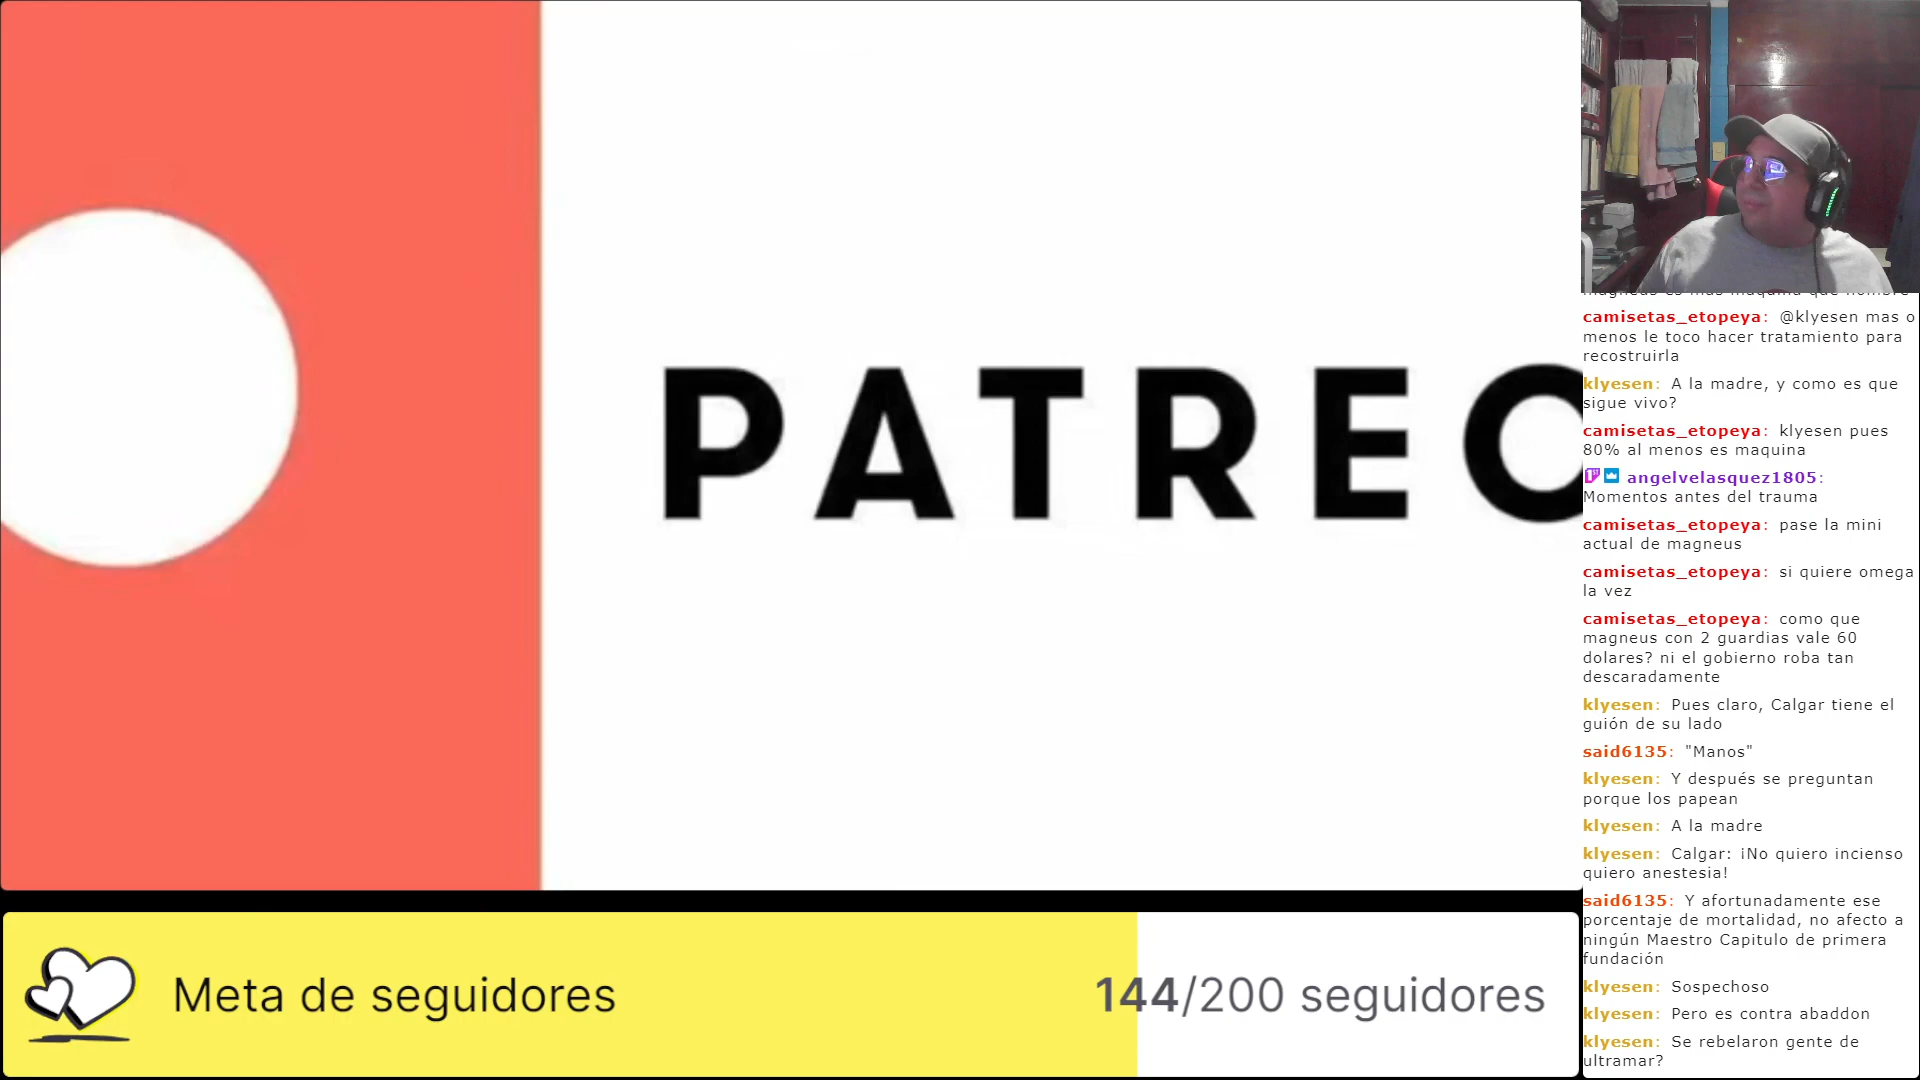 PATREO
Meta de seguidores
144/200 seguidores
camisetas_etopeya: @klyesen mas o
menos le toco hacer tratamiento para
recostruirla
klyesen: A la madre, y como es que
sigue vivo?
camisetas_etopeya: klyesen pues
80% al menos es maquina
angelvelasquez1805:
Momentos antes del trauma
camisetas_etopeya: pase la mini
actual de magneus
camisetas_etopeya: si quiere omega
la vez
camisetas_etopeya: como que
magneus con 2 guardias vale 60
dolares? ni el gobierno roba tan
descaradamente
klyesen: Pues claro, Calgar tiene el
guión de su lado
said6135: "Manos"
klyesen: Y después se preguntan
porque los papean
klyesen: A la madre
klyesen: Calgar: ¡No quiero incienso
quiero anestesia!
said6135: Y afortunadamente ese
porcentaje de mortalidad, no afecto a
ningún Maestro Capitulo de primera
fundación
klyesen: Sospechoso
klyesen: Pero es contra abaddon
klyesen: Se rebelaron gente de
ultramar?